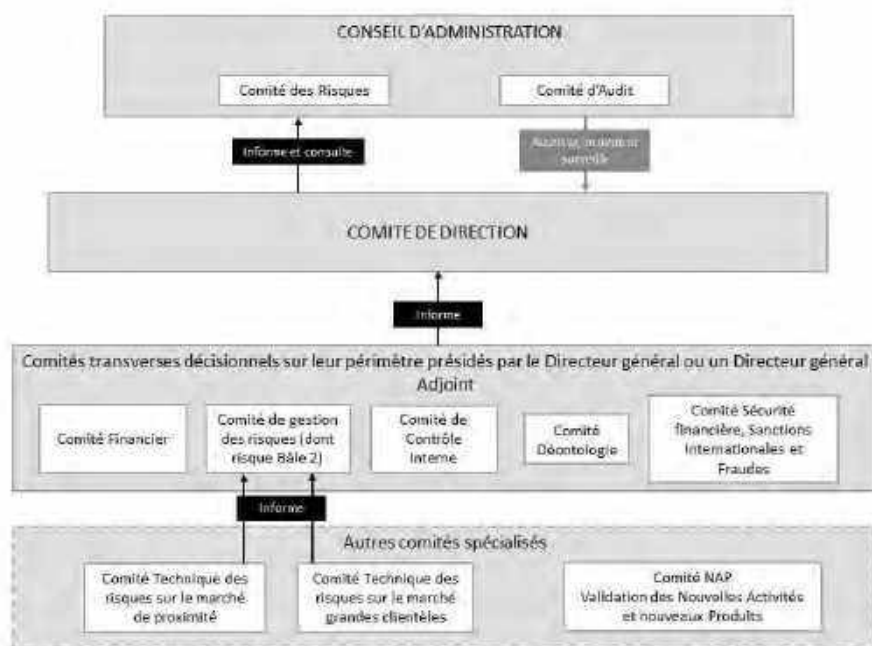 CONSEIL D'ADMINISTRATION
Comité des Risques
Comité d'Audit
Informe et consulte
surveille
COMITE DE DIRECTION
Informe
Comités transverses décisionnels sur leur périmètre présidés par le Directeur général ou un Directeur général
Adjoint
Comité Financier
Comité de gestion
des risques (dont
risque Bâle 2)
Comité de
Contrôle
Interne
Comité
Déontologie
Comité Sécurité
financière, Sanctions
Internationales et
Fraudes
Informe
Autres comités spécialisés
Comité Technique des
risques sur le marché
de proximité
Comité Technique des
risques sur le marché
grandes clientèles
Comité NAP
Validation des Nouvelles Activités
et nouveaux Produits